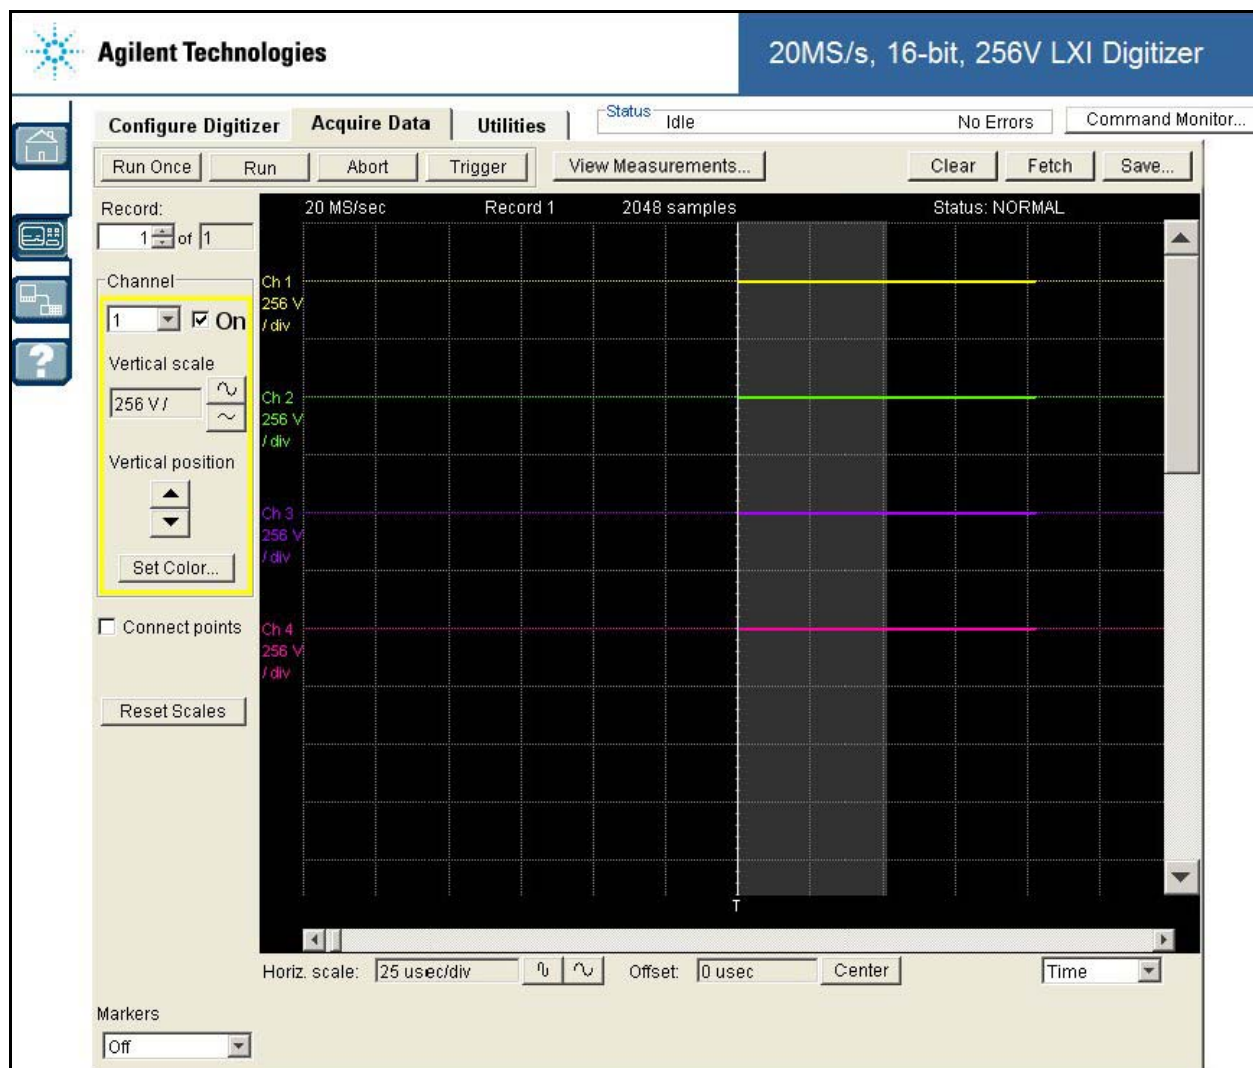 Agilent Technologies
20MS/s, 16-bit, 256V LXI Digitizer
Configure Digitizer
Acquire Data
Utilities
Status
Idle
No Errors
Command Monitor...
Run Once
Run
Abort
Trigger
View Measurements...
Clear
Fetch
Save...
Record:
1 of 1
20 MS/sec
Record 1
2048 samples
Status: NORMAL
Channel
1
On
Vertical scale
256 V /
Vertical position
Set Color...
Connect points
Reset Scales
Ch 1
256 V
/ div
Ch 2
256 V
/ div
Ch 3
256 V
/ div
Ch 4
256 V
/ div
T
Horiz. scale:
25 usec/div
Offset:
0 usec
Center
Time
Markers
Off
?